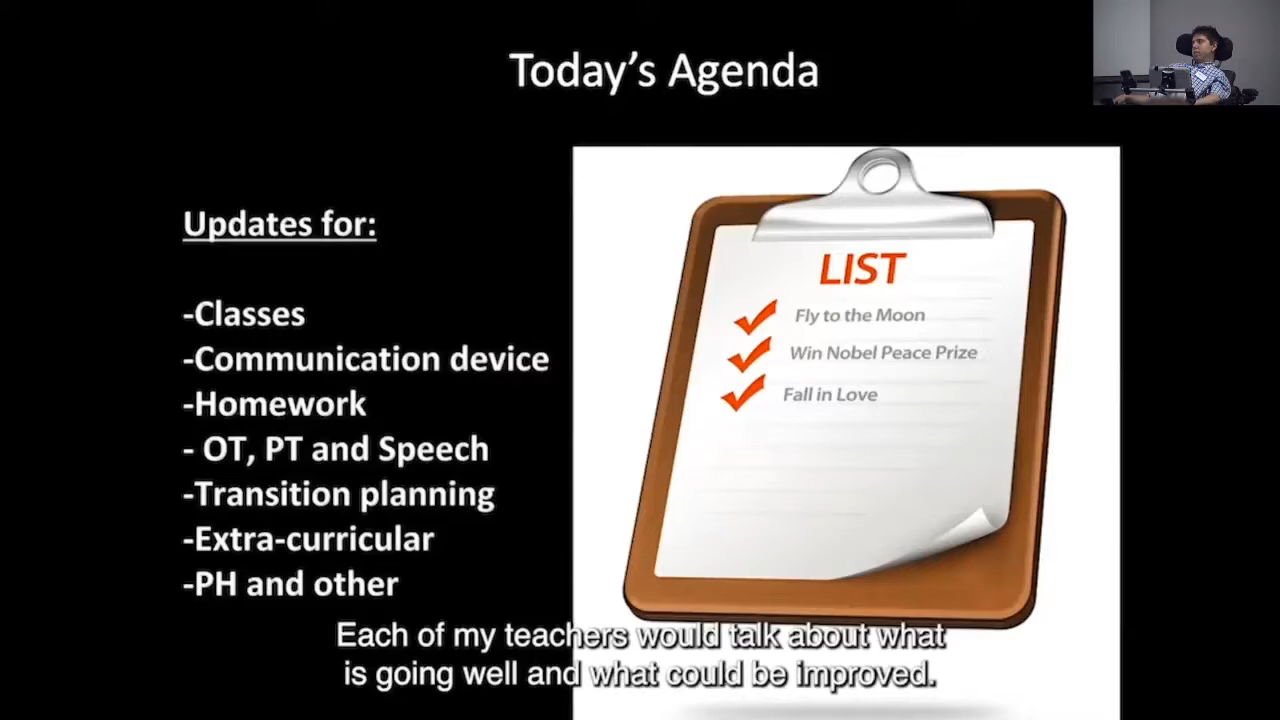 Today's Agenda
Updates for:
-Classes
-Communication device
-Homework
- OT, PT and Speech
-Transition planning
-Extra-curricular
-PH and other
LIST
Fly to the Moon
Win Nobel Peace Prize
Fall in Love
Each of my teachers would talk about what
is going well and what could be improved.